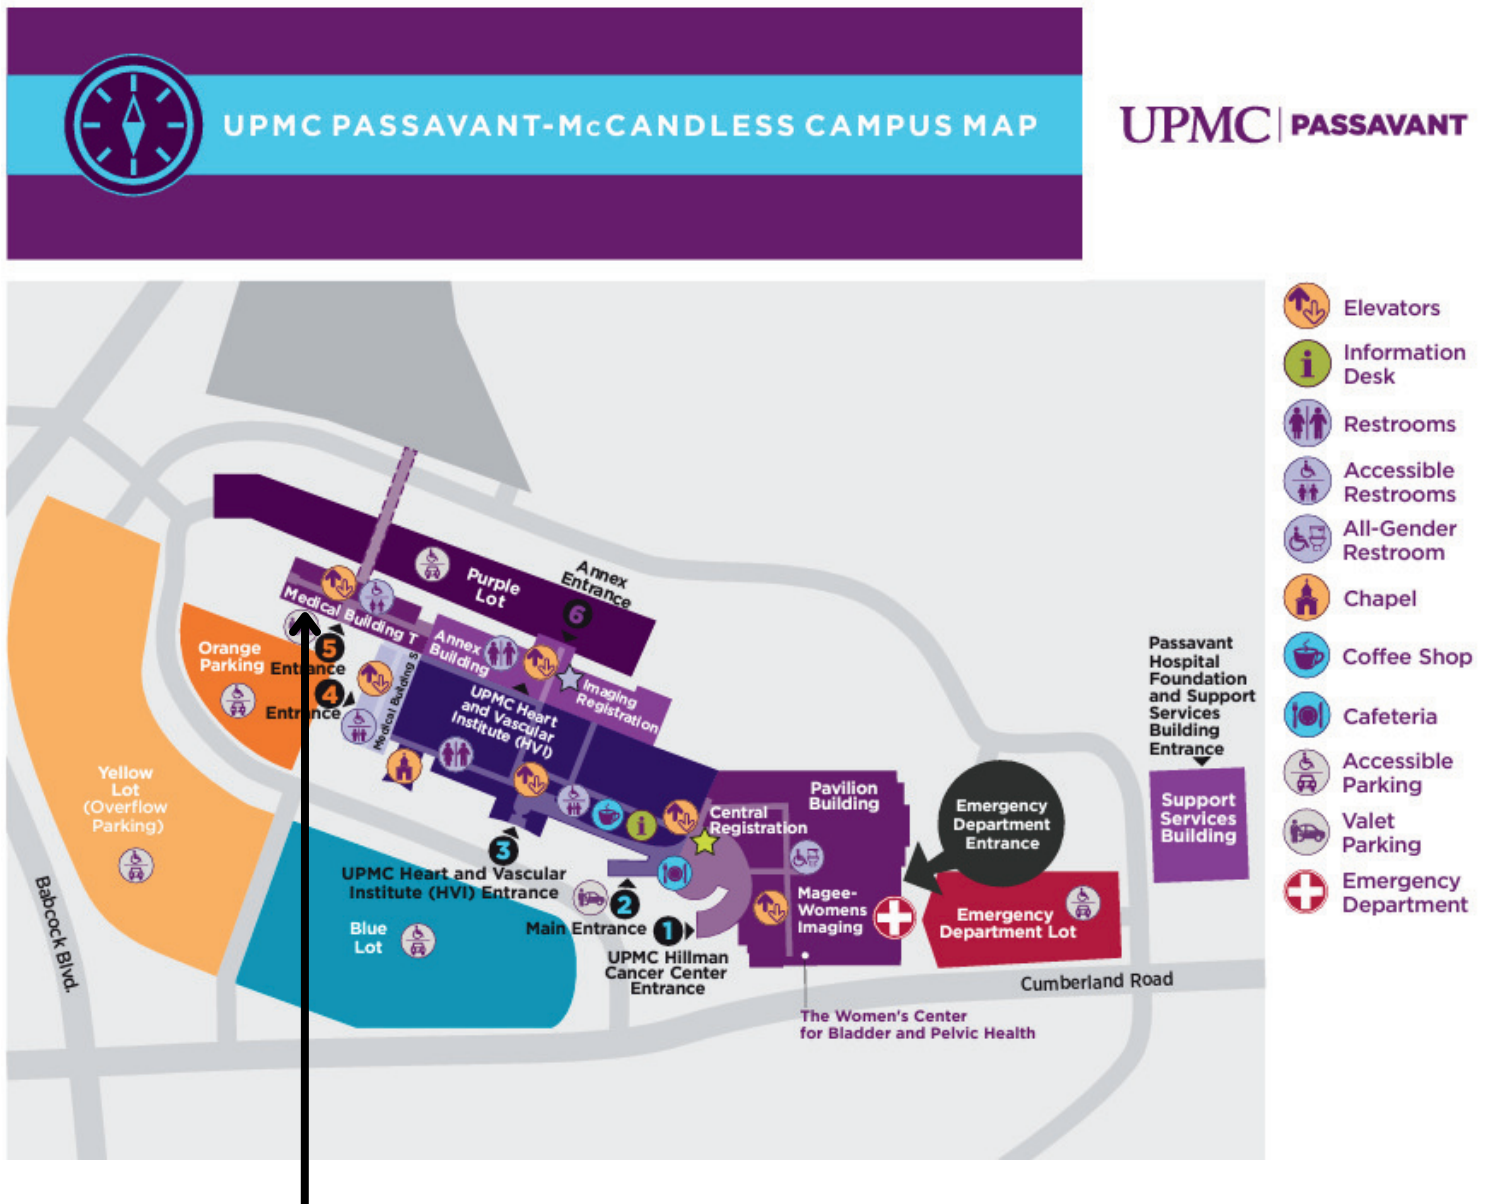 UPMC PASSAVANT-McCANDLESS CAMPUS MAP
UPMC | PASSAVANT
Elevators
Information
Desk
Restrooms
Accessible
Restrooms
All-Gender
Restroom
Chapel
Coffee Shop
Cafeteria
Accessible
Parking
Valet
Parking
Emergency
Department
Purple
Lot
Annex
Entrance
6
Medical Building T
Annex
Building
Orange
Parking
5
Entrance
4
Entrance
Medical Building S
Imaging
Registration
UPMC Heart
and Vascular
Institute (HVI)
Yellow
Lot
(Overflow
Parking)
Pavilion
Building
Central
Registration
Emergency
Department
Entrance
Passavant
Hospital
Foundation
and Support
Services
Building
Entrance
Support
Services
Building
3
UPMC Heart and Vascular
Institute (HVI) Entrance
2
Main Entrance
1
UPMC Hillman
Cancer Center
Entrance
Magee-
Womens
Imaging
Emergency
Department Lot
Blue
Lot
Babcock Blvd.
Cumberland Road
The Women's Center
for Bladder and Pelvic Health